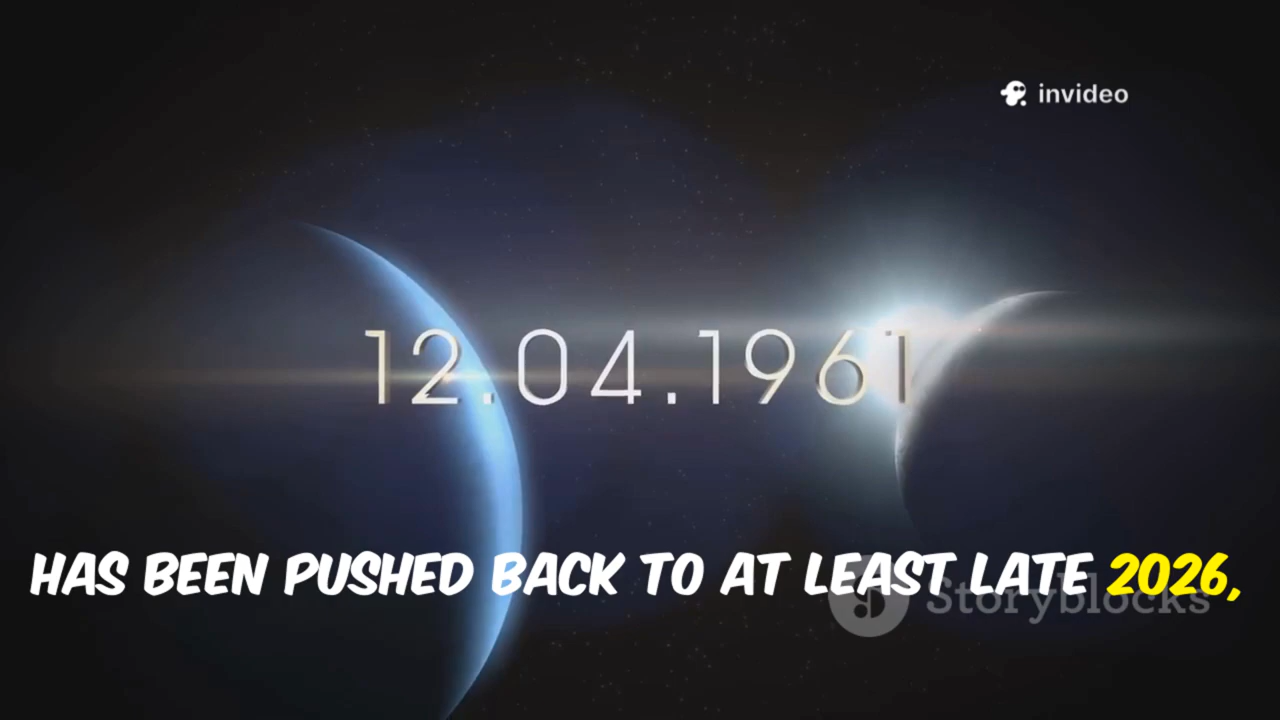 invideo
12.04.1961
HAS BEEN PUSHED BACK TO AT LEAST LATE 2026,
Storyblocks